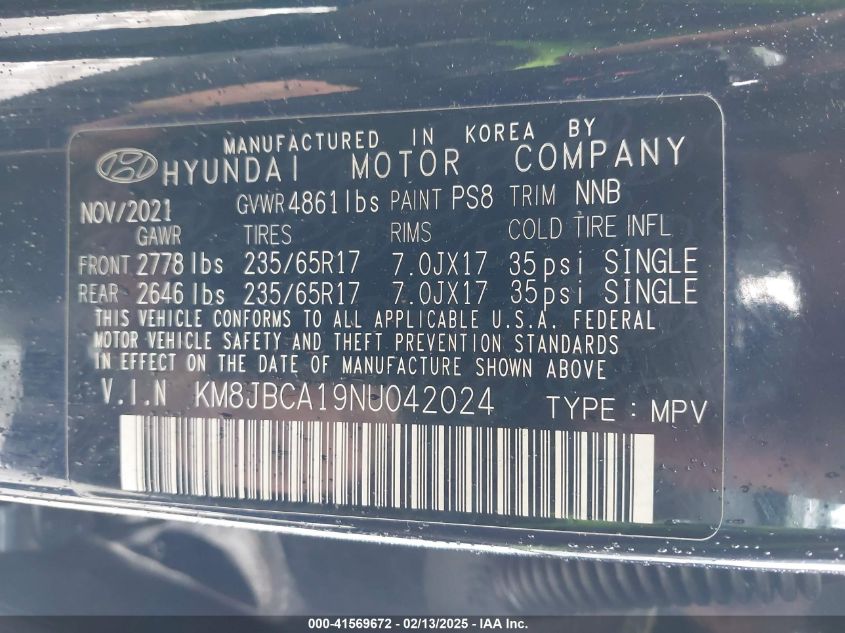 MANUFACTURED IN KOREA BY
HYUNDAI MOTOR COMPANY
NOV/2021 GVWR 4861 lbs PAINT PS8 TRIM NNB
GAWR TIRES RIMS COLD TIRE INFL
FRONT 2778 lbs 235/65R17 7.0JX17 35psi SINGLE
REAR 2646 lbs 235/65R17 7.0JX17 35psi SINGLE
THIS VEHICLE CONFORMS TO ALL APPLICABLE U.S.A. FEDERAL
MOTOR VEHICLE SAFETY AND THEFT PREVENTION STANDARDS
IN EFFECT ON THE DATE OF MANUFACTURE SHOWN ABOVE
V.I.N KM8JBCA19NU042024 TYPE : MPV
000-41569672 - 02/13/2025 - IAAI Inc.